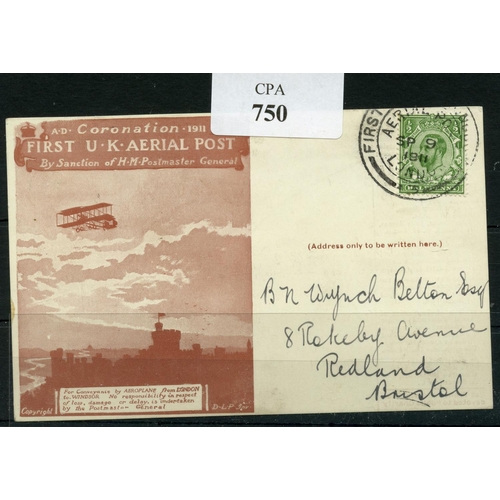 CPA
750
A·D· Coronation · 1911
FIRST U·K·AERIAL POST
By Sanction of H·M·Postmaster General
FIRST
AERIAL
SP 9
1911
LONDON
(Address only to be written here.)
B N Wynch Belton Esq
8 Rokeby Avenue
Redland
Bristol
For Conveyance by AEROPLANE from LONDON
to WINDSOR. No responsibility in respect
of loss, damage or delay, is undertaken
by the Postmaster General
Copyright
D·L·P